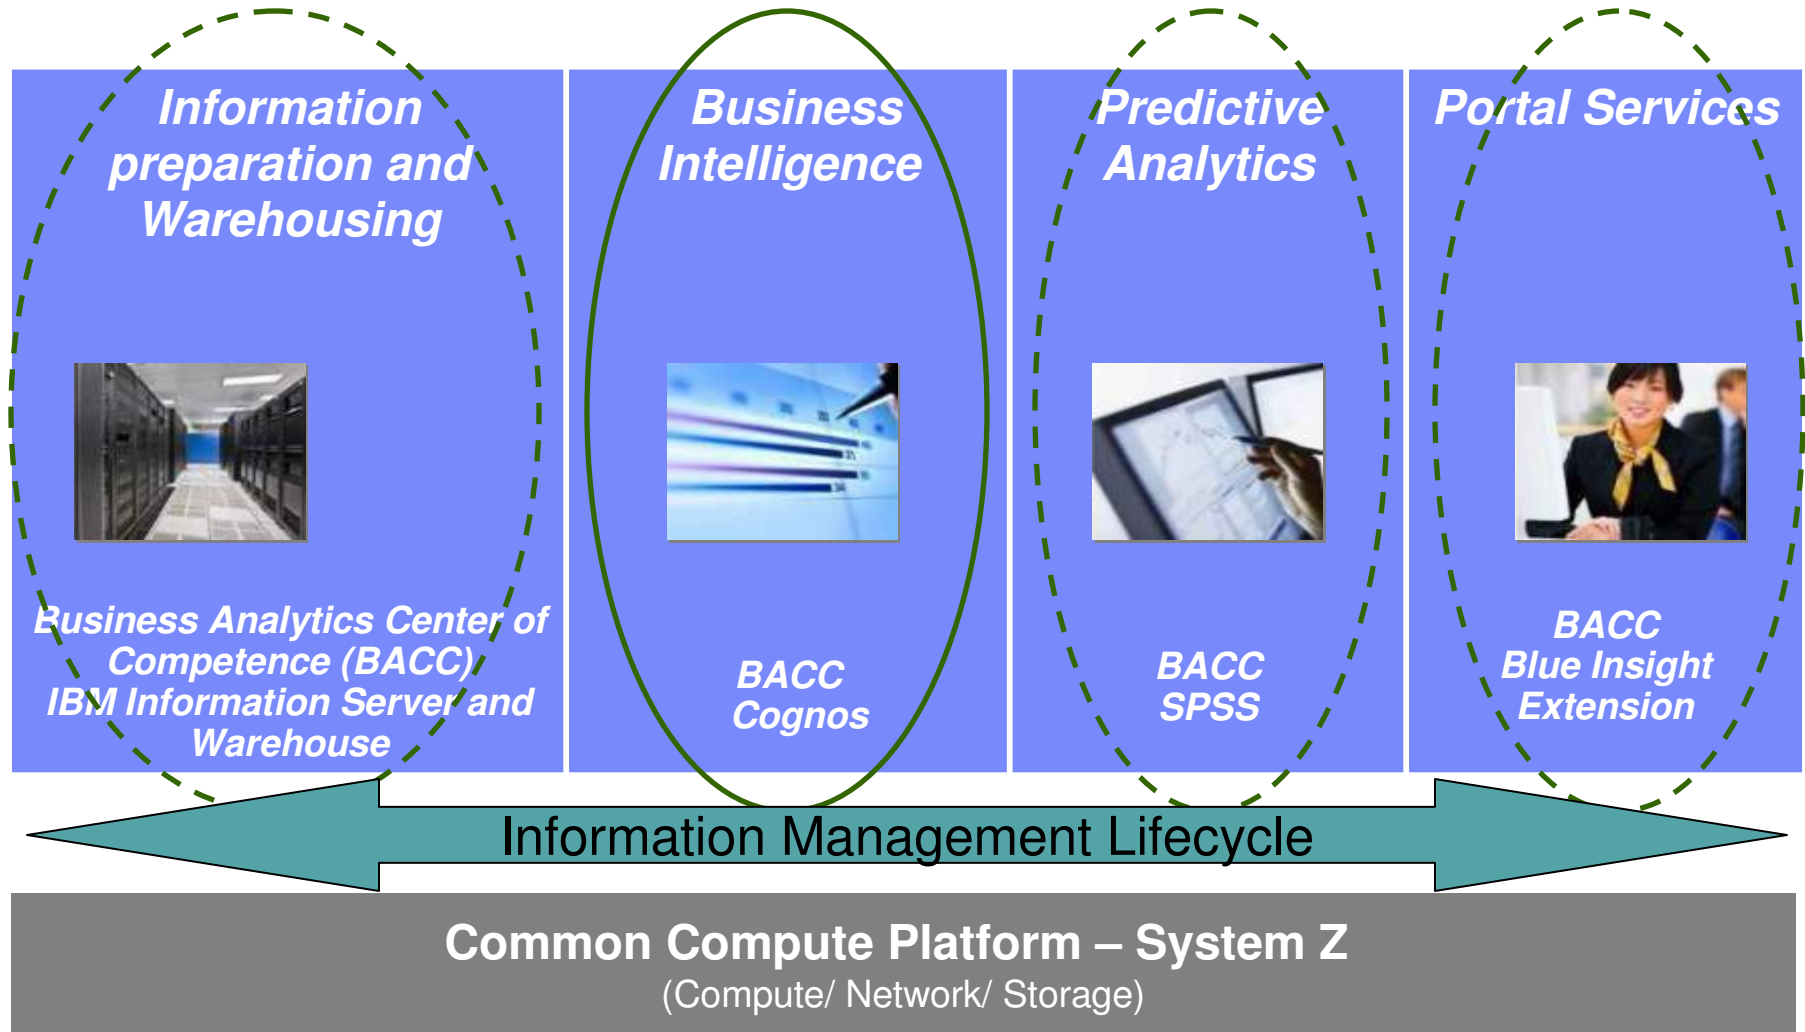 Information
preparation and
Warehousing
Business Analytics Center of
Competence (BACC)
IBM Information Server and
Warehouse
Business
Intelligence
BACC
Cognos
Predictive
Analytics
BACC
SPSS
Portal Services
BACC
Blue Insight
Extension
Information Management Lifecycle
Common Compute Platform – System Z
(Compute/ Network/ Storage)